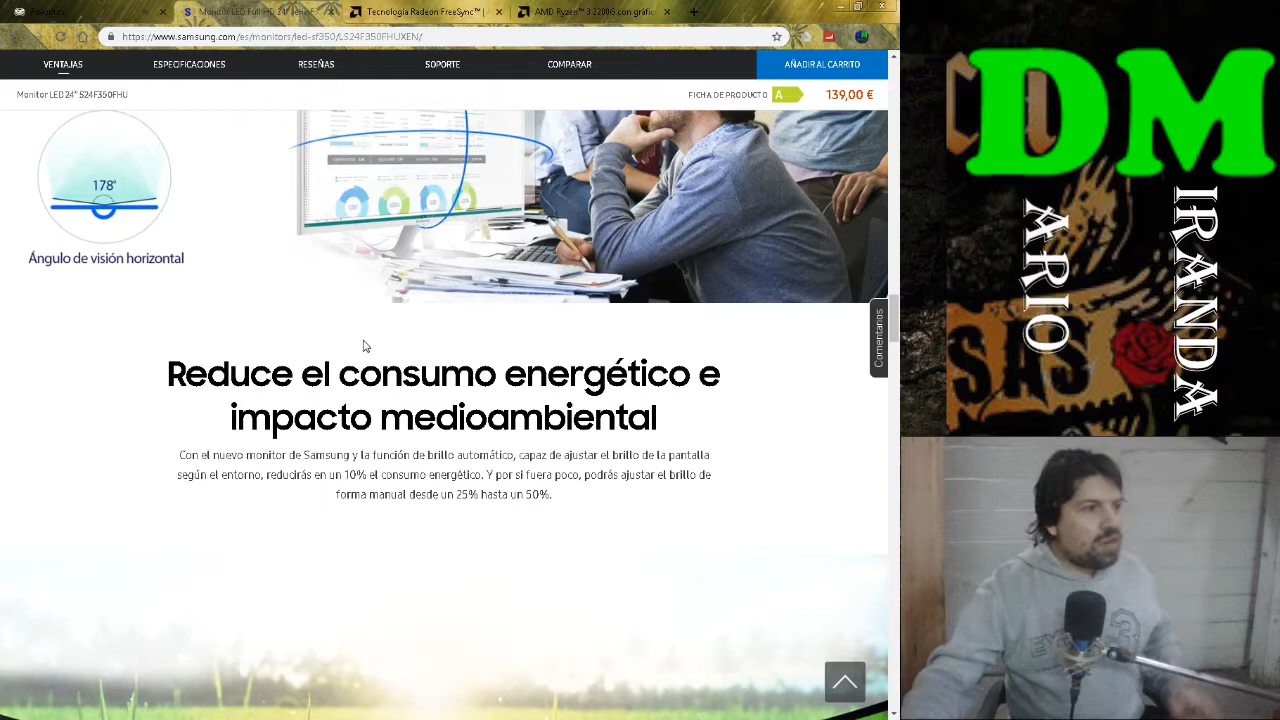 Favoritos
Monitor LED Full HD 24" serie F3
Tecnología Radeon FreeSync™ |
AMD Ryzen™ 3 2200G con gráfic
https://www.samsung.com/es/monitors/led-sf350/LS24F350FHUXEN/
VENTAJAS
ESPECIFICACIONES
RESEÑAS
SOPORTE
COMPARAR
AÑADIR AL CARRITO
Monitor LED 24" S24F350FHU
FICHA DE PRODUCTO A 139,00 €
178°
Ángulo de visión horizontal
Comentarios
Reduce el consumo energético e
impacto medioambiental
Con el nuevo monitor de Samsung y la función de brillo automático, capaz de ajustar el brillo de la pantalla
según el entorno, reducirás en un 10% el consumo energético. Y por si fuera poco, podrás ajustar el brillo de
forma manual desde un 25% hasta un 50%.
DM
ARIO
IRANDA
SAS
3